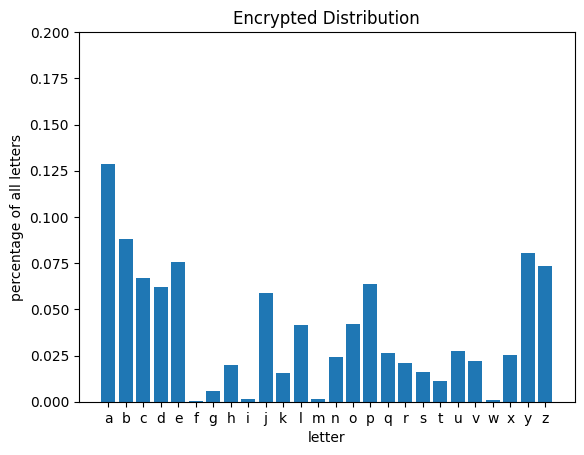 Encrypted Distribution
percentage of all letters
0.200
0.175
0.150
0.125
0.100
0.075
0.050
0.025
0.000
a b c d e f g h i j k l m n o p q r s t u v w x y z
letter